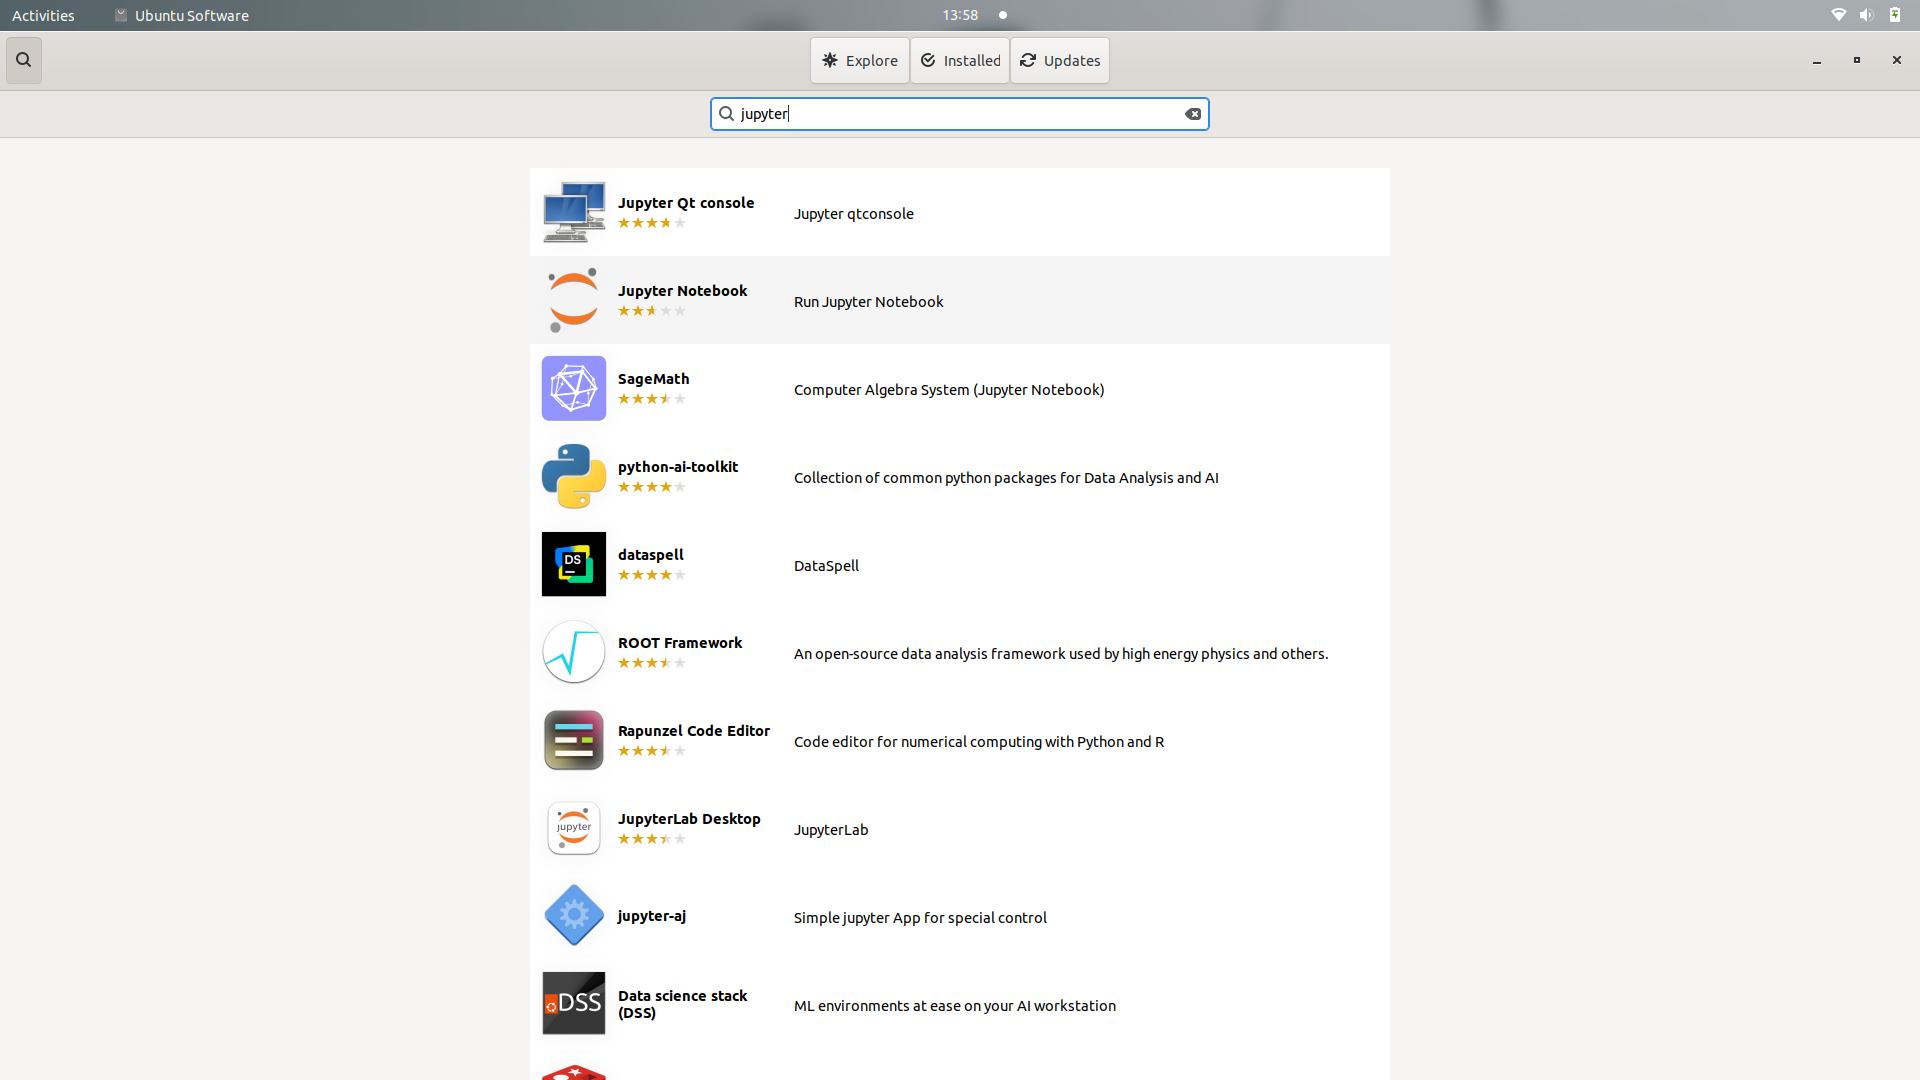 Activities
Ubuntu Software
13:58
Explore
Installed
Updates
jupyter
Jupyter Qt console
Jupyter qtconsole
Jupyter Notebook
Run Jupyter Notebook
SageMath
Computer Algebra System (Jupyter Notebook)
python-ai-toolkit
Collection of common python packages for Data Analysis and AI
DS
dataspell
DataSpell
ROOT Framework
An open-source data analysis framework used by high energy physics and others.
Rapunzel Code Editor
Code editor for numerical computing with Python and R
jupyter
JupyterLab Desktop
JupyterLab
jupyter-aj
Simple jupyter App for special control
DSS
Data science stack
(DSS)
ML environments at ease on your AI workstation